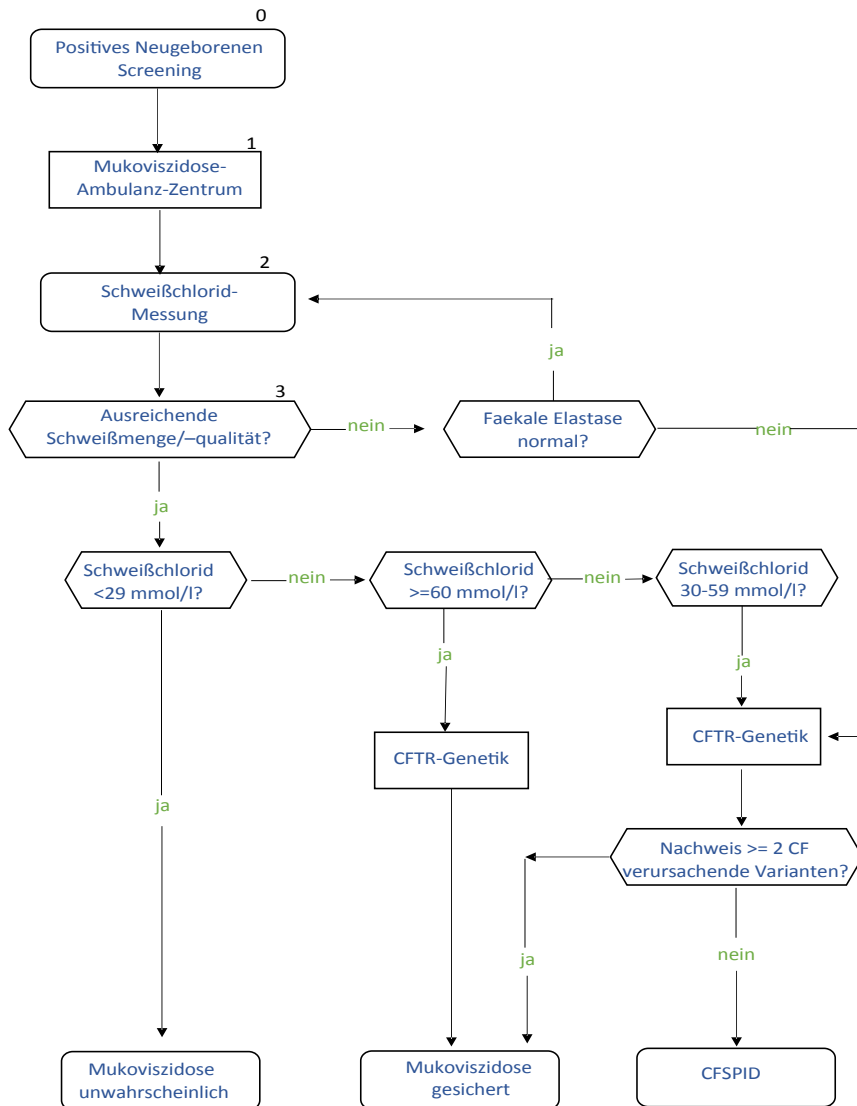 0
Positives Neugeborenen
Screening
1
Mukoviszidose-
Ambulanz-Zentrum
2
Schweißchlorid-
Messung
ja
3
Ausreichende
Schweißmenge/–qualität?
nein
Faekale Elastase
normal?
nein
ja
Schweißchlorid
<29 mmol/l?
nein
Schweißchlorid
>=60 mmol/l?
nein
Schweißchlorid
30-59 mmol/l?
ja
ja
CFTR-Genetik
CFTR-Genetik
ja
Nachweis >= 2 CF
verursachende Varianten?
ja
nein
Mukoviszidose
unwahrscheinlich
Mukoviszidose
gesichert
CFSPID